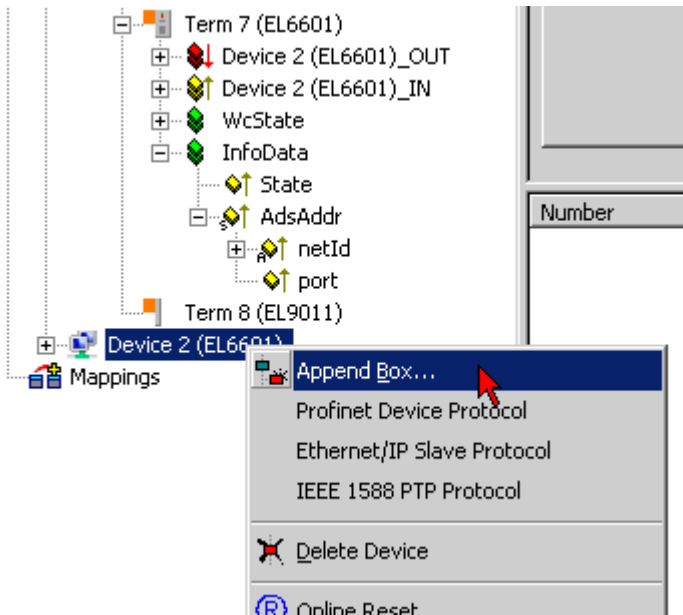 Term 7 (EL6601)
Device 2 (EL6601)_OUT
Device 2 (EL6601)_IN
WcState
InfoData
State
AdsAddr
netId
port
Term 8 (EL9011)
Device 2 (EL6601)
Mappings
Number
Append Box...
Profinet Device Protocol
Ethernet/IP Slave Protocol
IEEE 1588 PTP Protocol
Delete Device
Online Reset